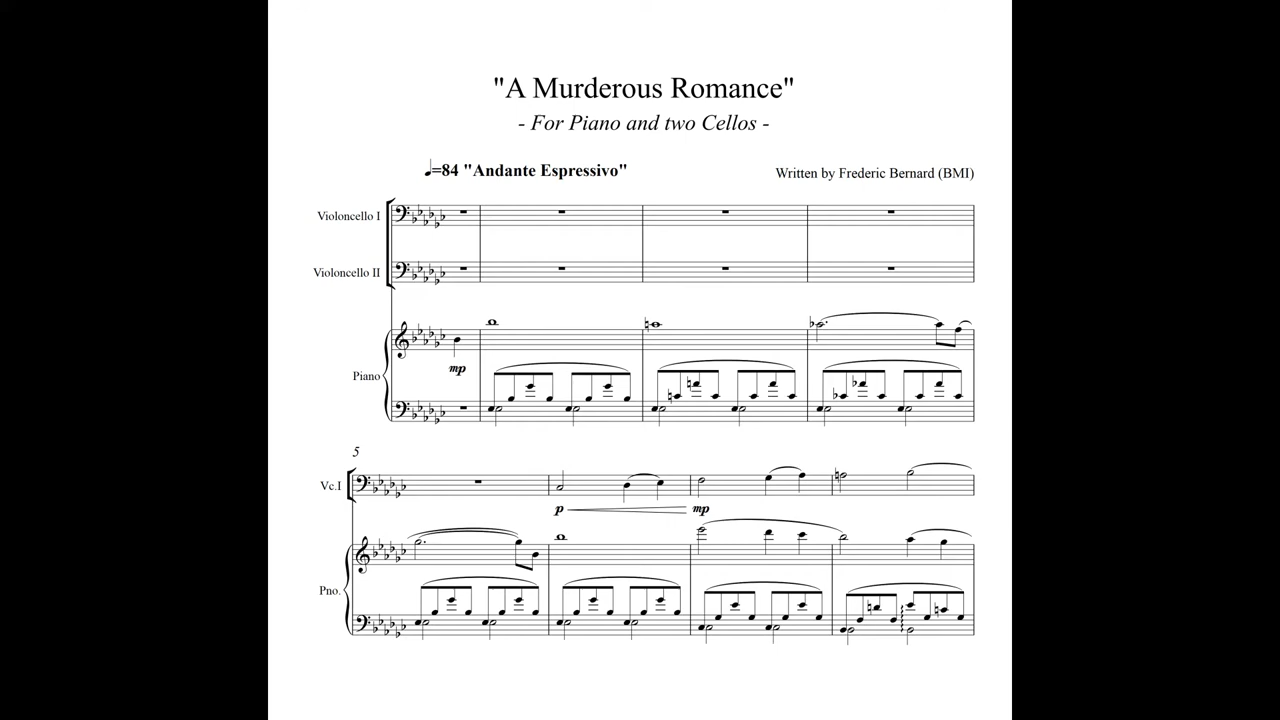 "A Murderous Romance"
- For Piano and two Cellos -
♩=84 "Andante Espressivo"
Written by Frederic Bernard (BMI)
Violoncello I
Violoncello II
mp
Piano
5
Vc.I
p
mp
Pno.